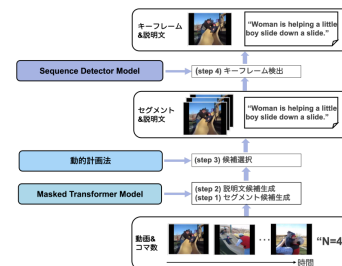 キーフレーム
&説明文
“Woman is helping a little
boy slide down a slide.”
Sequence Detector Model
(step 4) キーフレーム検出
セグメント
&説明文
“Woman is helping a little
boy slide down a slide.”
動的計画法
(step 3) 候補選択
Masked Transformer Model
(step 2) 説明文候補生成
(step 1) セグメント候補生成
動画&
コマ数
…
“N=4
時間